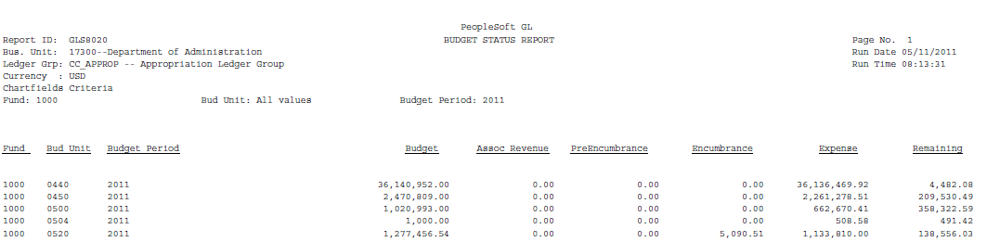 PeopleSoft GL
Report ID: GLS8020 BUDGET STATUS REPORT Page No. 1
Bus. Unit: 17300--Department of Administration Run Date 05/11/2011
Ledger Grp: CC_APPROP -- Appropriation Ledger Group Run Time 08:13:31
Currency : USD
Chartfields Criteria
Fund: 1000 Bud Unit: All values Budget Period: 2011
Fund Bud Unit Budget Period Budget Assoc Revenue PreEncumbrance Encumbrance Expense Remaining
1000 0440 2011 36,140,952.00 0.00 0.00 0.00 36,136,469.92 4,482.08
1000 0450 2011 2,470,809.00 0.00 0.00 0.00 2,261,278.51 209,530.49
1000 0500 2011 1,020,993.00 0.00 0.00 0.00 662,670.41 358,322.59
1000 0504 2011 1,000.00 0.00 0.00 0.00 508.58 491.42
1000 0520 2011 1,277,456.54 0.00 0.00 5,090.51 1,133,810.00 138,556.03